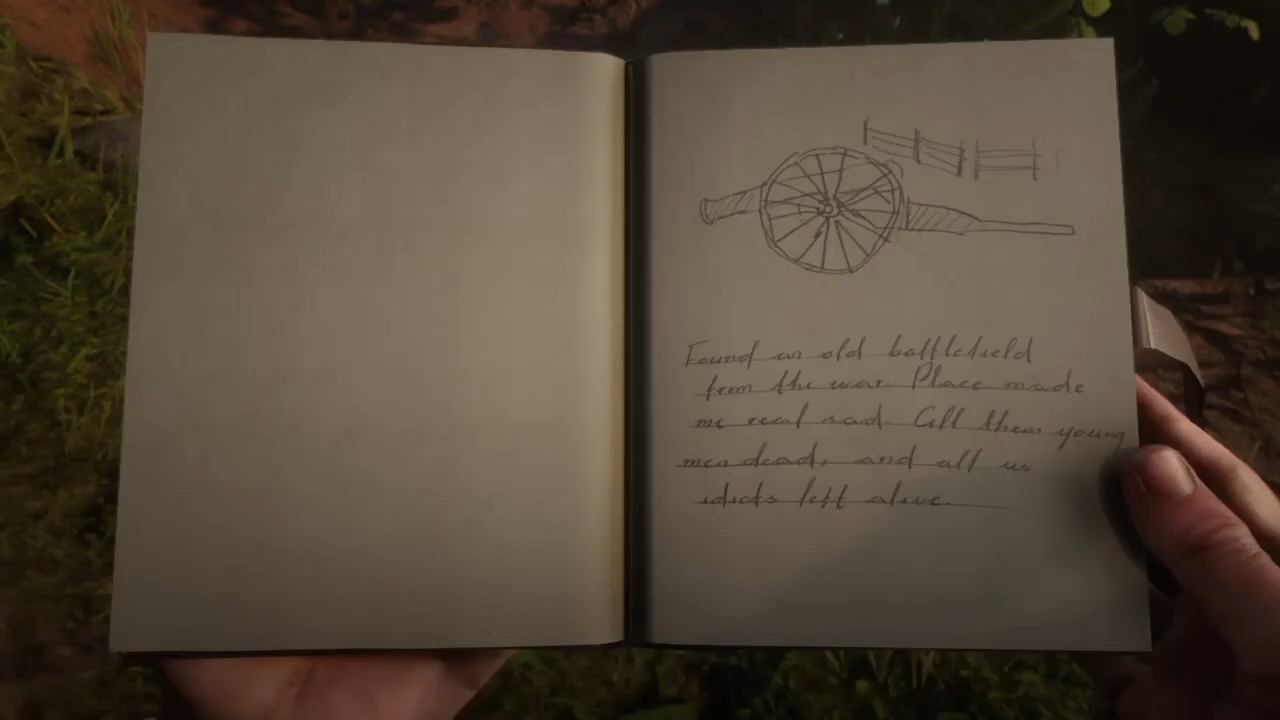 Found an old battlefield
from the war. Place made
me real sad. All them young
men dead, and all us
idiots left alive.